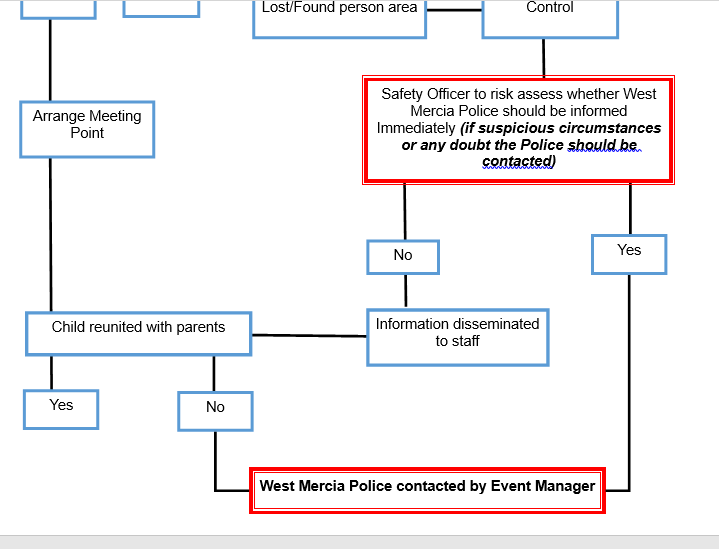 Lost/Found person area
Control
Safety Officer to risk assess whether West
Mercia Police should be informed
Immediately (if suspicious circumstances
or any doubt the Police should be
contacted)
Arrange Meeting
Point
No
Yes
Child reunited with parents
Information disseminated
to staff
Yes
No
West Mercia Police contacted by Event Manager